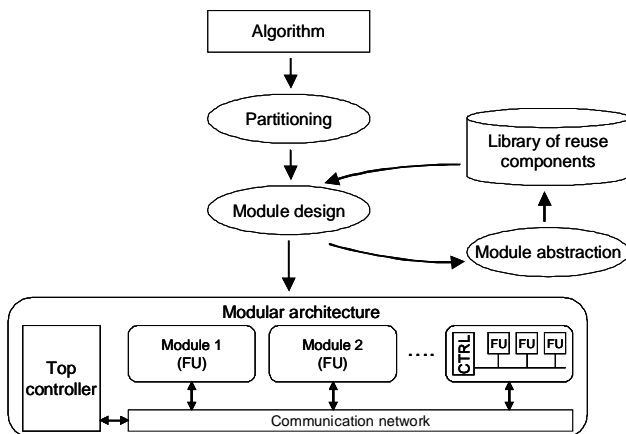 Algorithm
Partitioning
Library of reuse
components
Module design
Module abstraction
Modular architecture
Top
controller
Module 1
(FU)
Module 2
(FU)
....
CTRL
FU FU FU
Communication network